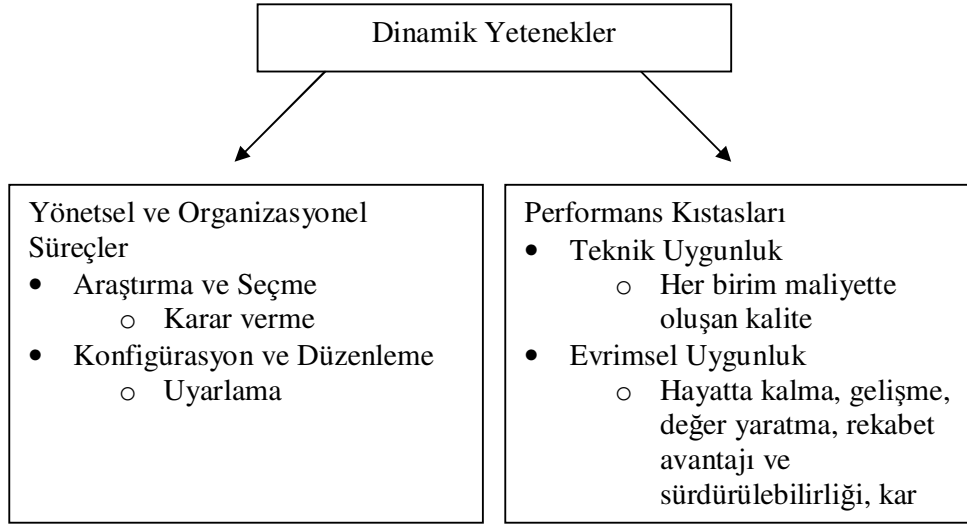 Dinamik Yetenekler
Yönetsel ve Organizasyonel
Süreçler
• Araştırma ve Seçme
o Karar verme
• Konfigürasyon ve Düzenleme
o Uyarlama
Performans Kıstasları
• Teknik Uygunluk
o Her birim maliyette
oluşan kalite
• Evrimsel Uygunluk
o Hayatta kalma, gelişme,
değer yaratma, rekabet
avantajı ve
sürdürülebilirliği, kar